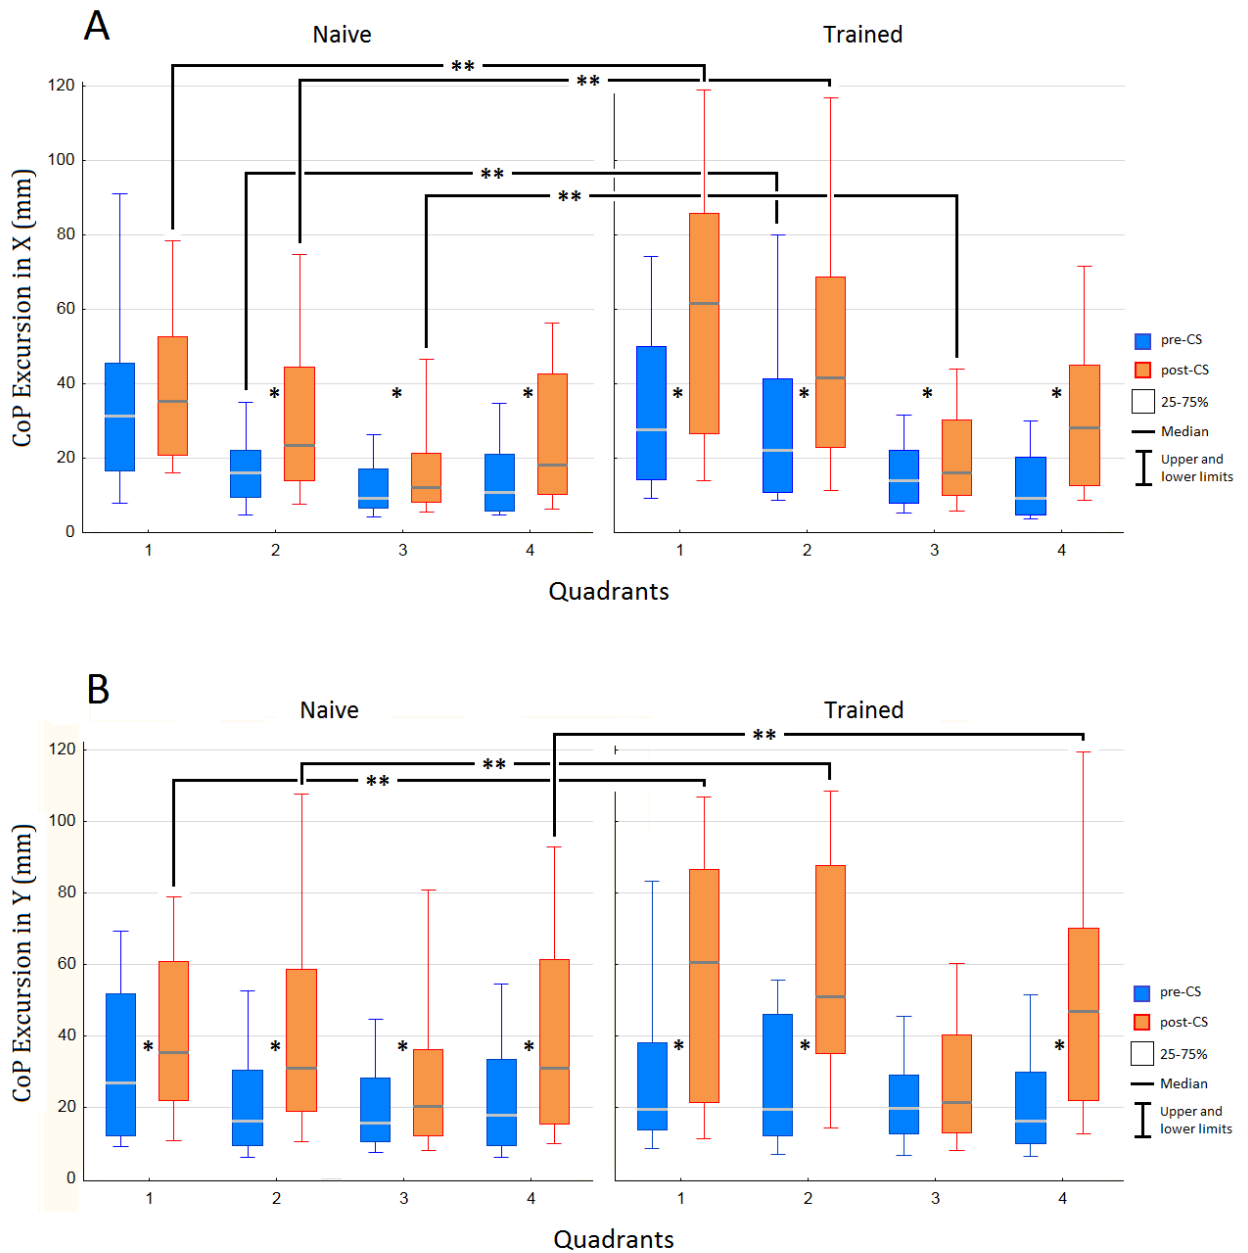 A
Naive
Trained
CoP Excursion in X (mm)
120
100
80
60
40
20
0
**
**
**
**
*
*
*
*
*
*
*
1
2
3
4
1
2
3
4
Quadrants
pre-CS
post-CS
25-75%
Median
Upper and
lower limits
B
Naive
Trained
CoP Excursion in Y (mm)
120
100
80
60
40
20
0
**
**
**
*
*
*
*
*
*
*
1
2
3
4
1
2
3
4
Quadrants
pre-CS
post-CS
25-75%
Median
Upper and
lower limits